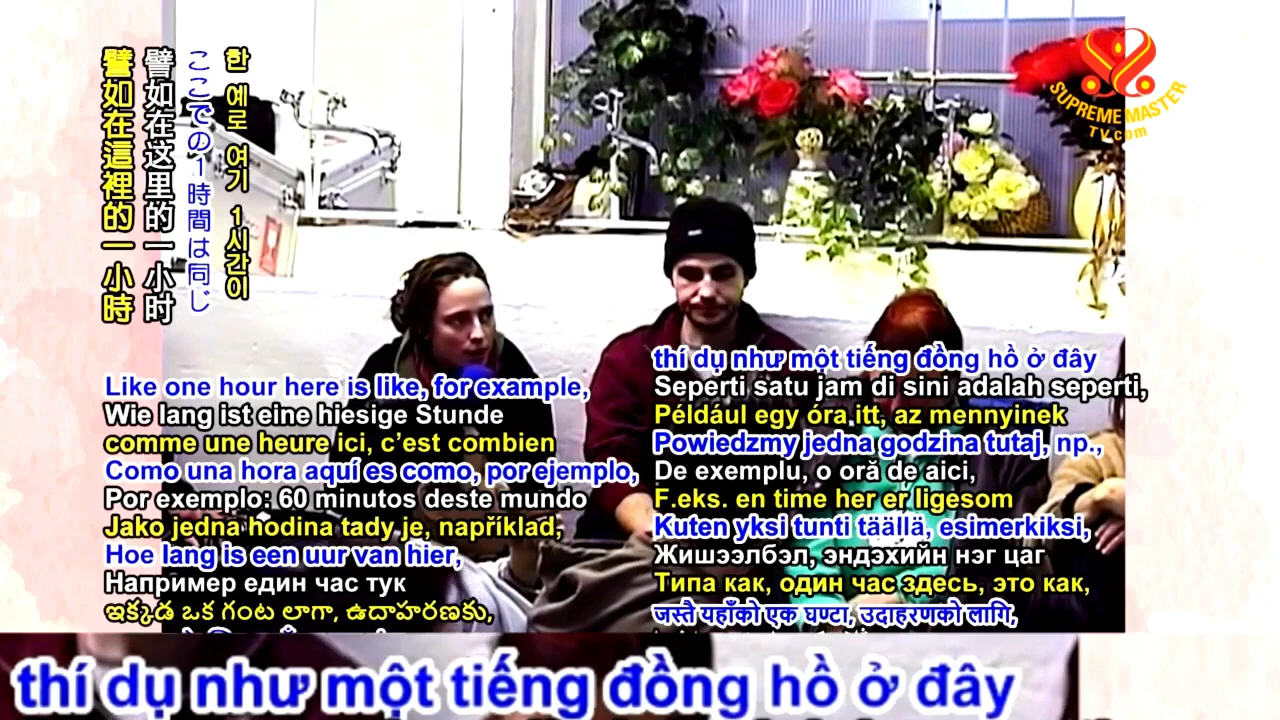 한 예로 여기 1시간이
ここでの1時間は同じ
譬如在这里的一小时
譬如在這裡的一小時
SUPREME MASTER
TV.com
Like one hour here is like, for example,
Wie lang ist eine hiesige Stunde
comme une heure ici, c’est combien
Como una hora aquí es como, por ejemplo,
Por exemplo: 60 minutos deste mundo
Jako jedna hodina tady je, například,
Hoe lang is een uur van hier,
Например един час тук
ఇక్కడ ఒక గంట లాగా, ఉదాహరణకు,
thí dụ như một tiếng đồng hồ ở đây
Seperti satu jam di sini adalah seperti,
Például egy óra itt, az mennyinek
Powiedzmy jedna godzina tutaj, np.,
De exemplu, o oră de aici,
F.eks. en time her er ligesom
Kuten yksi tunti täällä, esimerkiksi,
Жишээлбэл, эндэхийн нэг цаг
Типа как, один час здесь, это как,
जस्तै यहाँको एक घण्टा, उदाहरणको लागि,
thí dụ như một tiếng đồng hồ ở đây